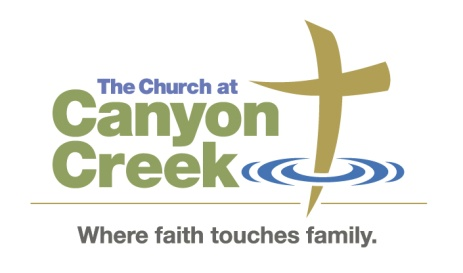 The Church at
Canyon
Creek
Where faith touches family.